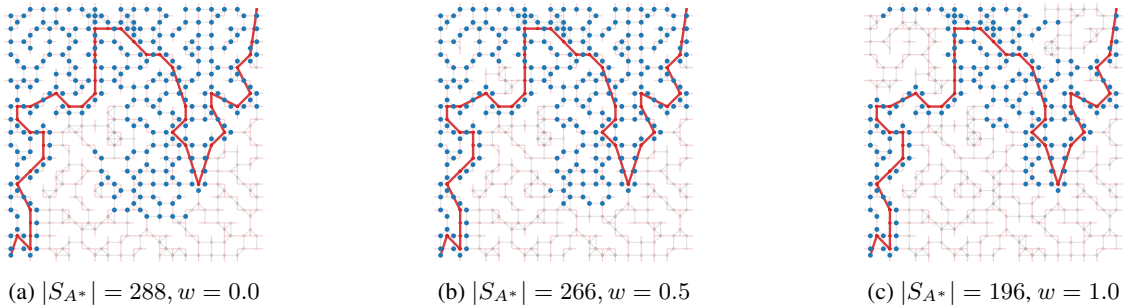 (a) |S_{A*}| = 288, w = 0.0
(b) |S_{A*}| = 266, w = 0.5
(c) |S_{A*}| = 196, w = 1.0